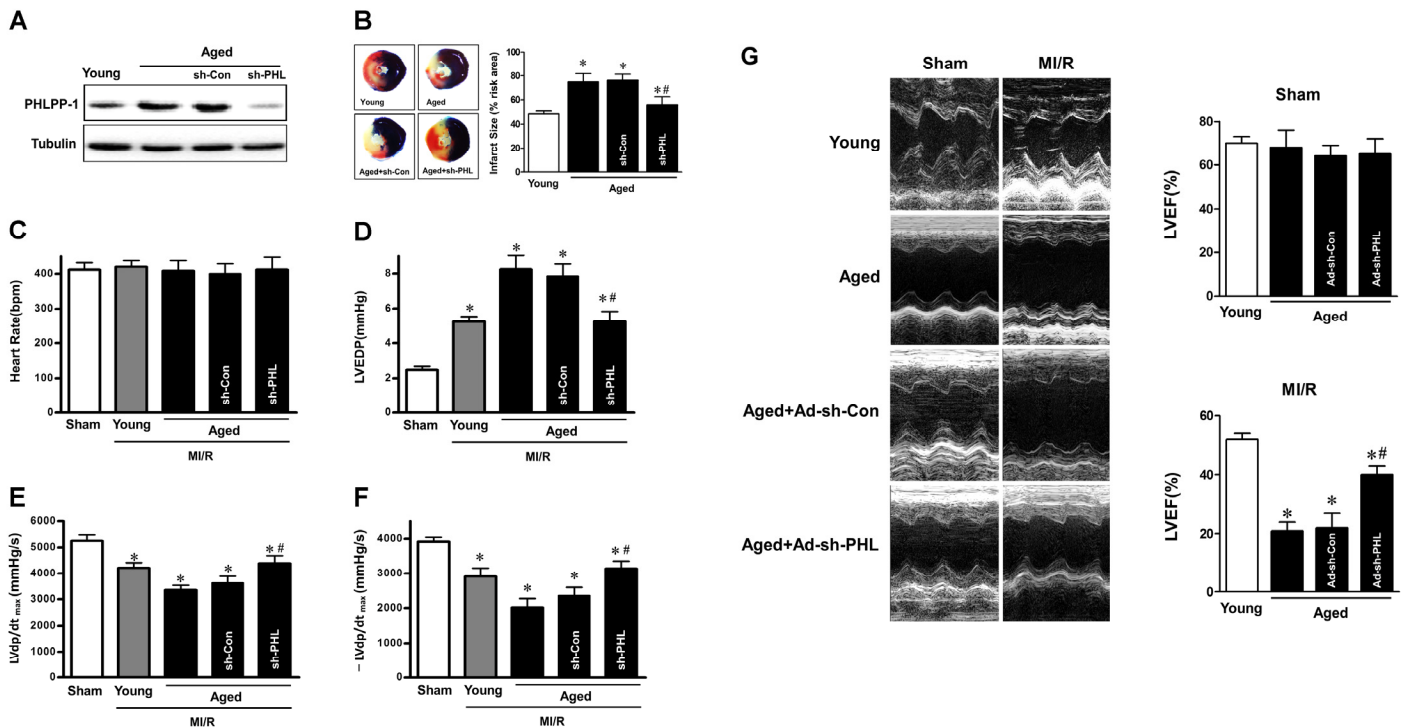 A
Aged
Young
sh-Con
sh-PHL
PHLPP-1
Tubulin
B
Young
Aged
Aged+sh-Con
Aged+sh-PHL
Infarct Size (% risk area)
100
80
60
40
20
0
*
*
*#
sh-Con
sh-PHL
Young
Aged
C
Heart Rate(bpm)
400
300
200
100
0
sh-Con
sh-PHL
Sham
Young
Aged
MI/R
D
LVEDP(mmHg)
8
6
4
2
0
*
*
*
*#
sh-Con
sh-PHL
Sham
Young
Aged
MI/R
E
LVdp/dt max (mmHg/s)
6000
5000
4000
3000
2000
1000
0
*
*
*
*#
sh-Con
sh-PHL
Sham
Young
Aged
MI/R
F
– LVdp/dt max (mmHg/s)
4000
3000
2000
1000
0
*
*
*
*#
sh-Con
sh-PHL
Sham
Young
Aged
MI/R
G
Sham
MI/R
Young
Aged
Aged+Ad-sh-Con
Aged+Ad-sh-PHL
Sham
LVEF(%)
80
60
40
20
0
Ad-sh-Con
Ad-sh-PHL
Young
Aged
MI/R
LVEF(%)
60
40
20
0
*
*
*#
Ad-sh-Con
Ad-sh-PHL
Young
Aged